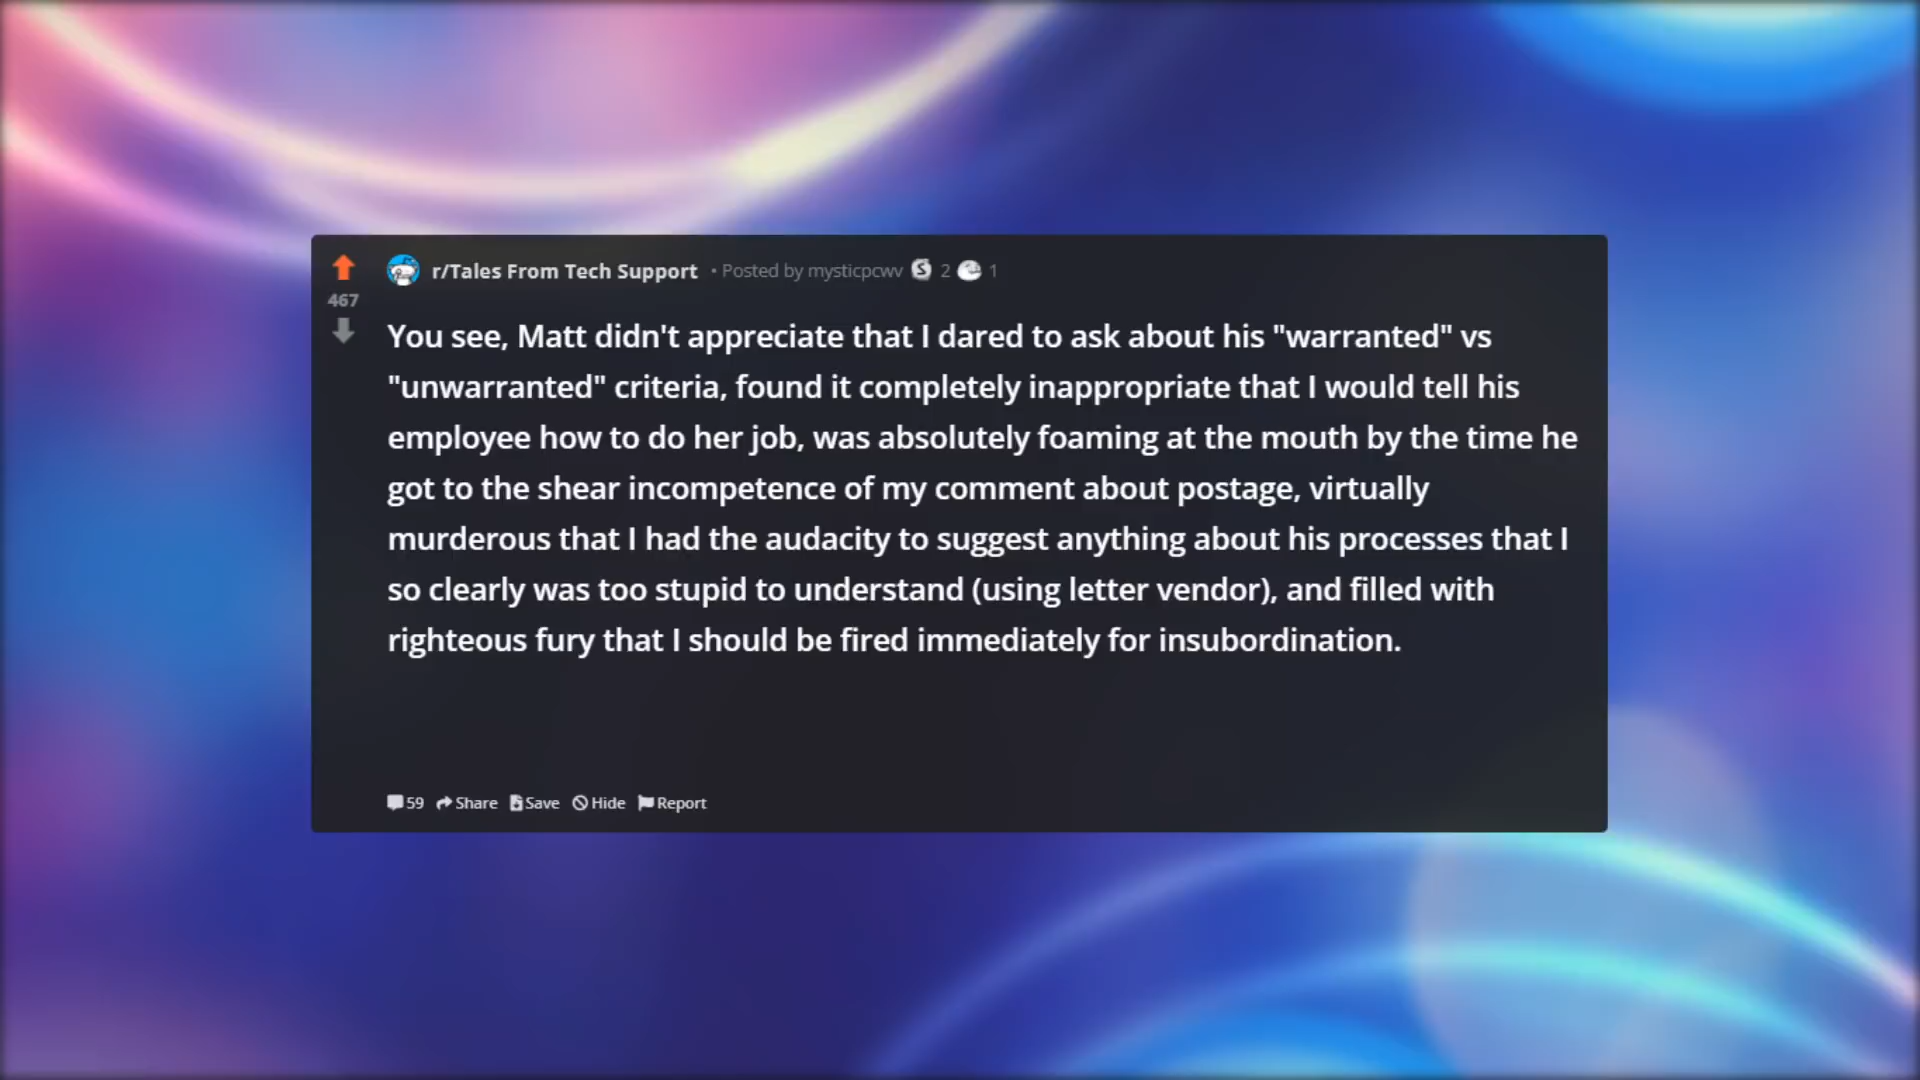 r/Tales From Tech Support • Posted by mysticpcwv S 2 1
467
You see, Matt didn't appreciate that I dared to ask about his "warranted" vs
"unwarranted" criteria, found it completely inappropriate that I would tell his
employee how to do her job, was absolutely foaming at the mouth by the time he
got to the shear incompetence of my comment about postage, virtually
murderous that I had the audacity to suggest anything about his processes that I
so clearly was too stupid to understand (using letter vendor), and filled with
righteous fury that I should be fired immediately for insubordination.
59 Share Save Hide Report